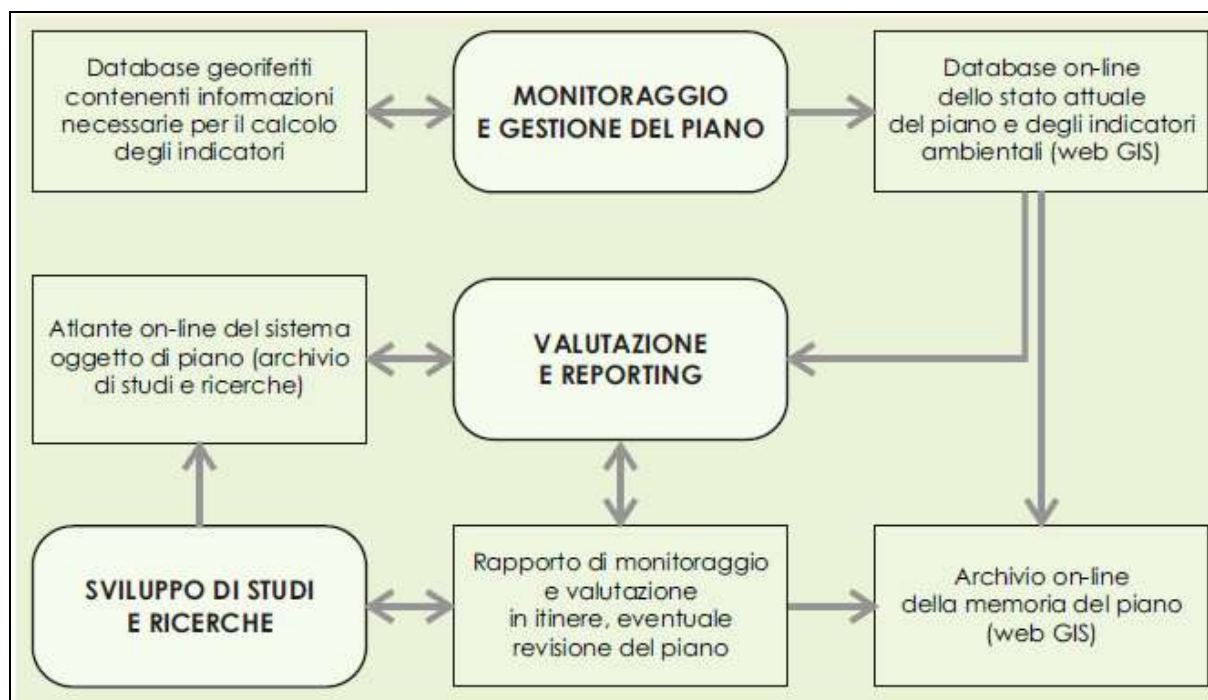 Database georiferiti
contenenti informazioni
necessarie per il calcolo
degli indicatori
MONITORAGGIO
E GESTIONE DEL PIANO
Database on-line
dello stato attuale
del piano e degli indicatori
ambientali (web GIS)
Atlante on-line del sistema
oggetto di piano (archivio
di studi e ricerche)
VALUTAZIONE
E REPORTING
SVILUPPO DI STUDI
E RICERCHE
Rapporto di monitoraggio
e valutazione
in itinere, eventuale
revisione del piano
Archivio on-line
della memoria del piano
(web GIS)